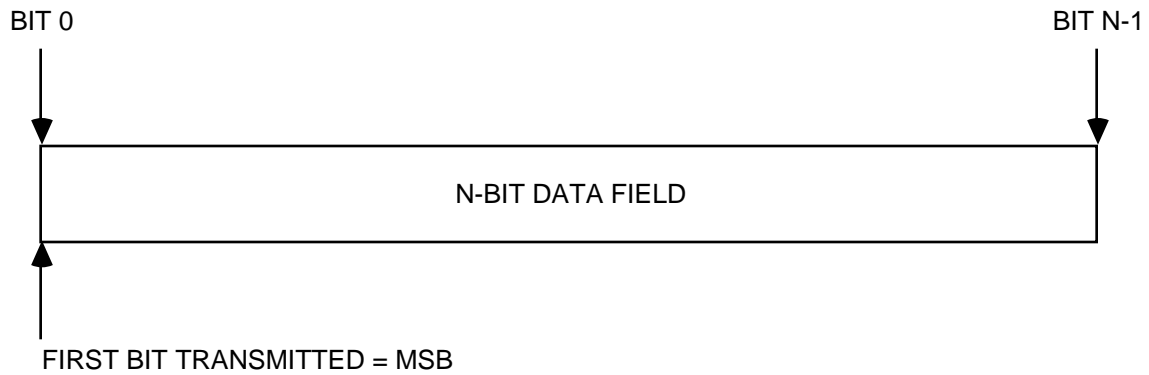 BIT 0
BIT N-1
N-BIT DATA FIELD
FIRST BIT TRANSMITTED = MSB